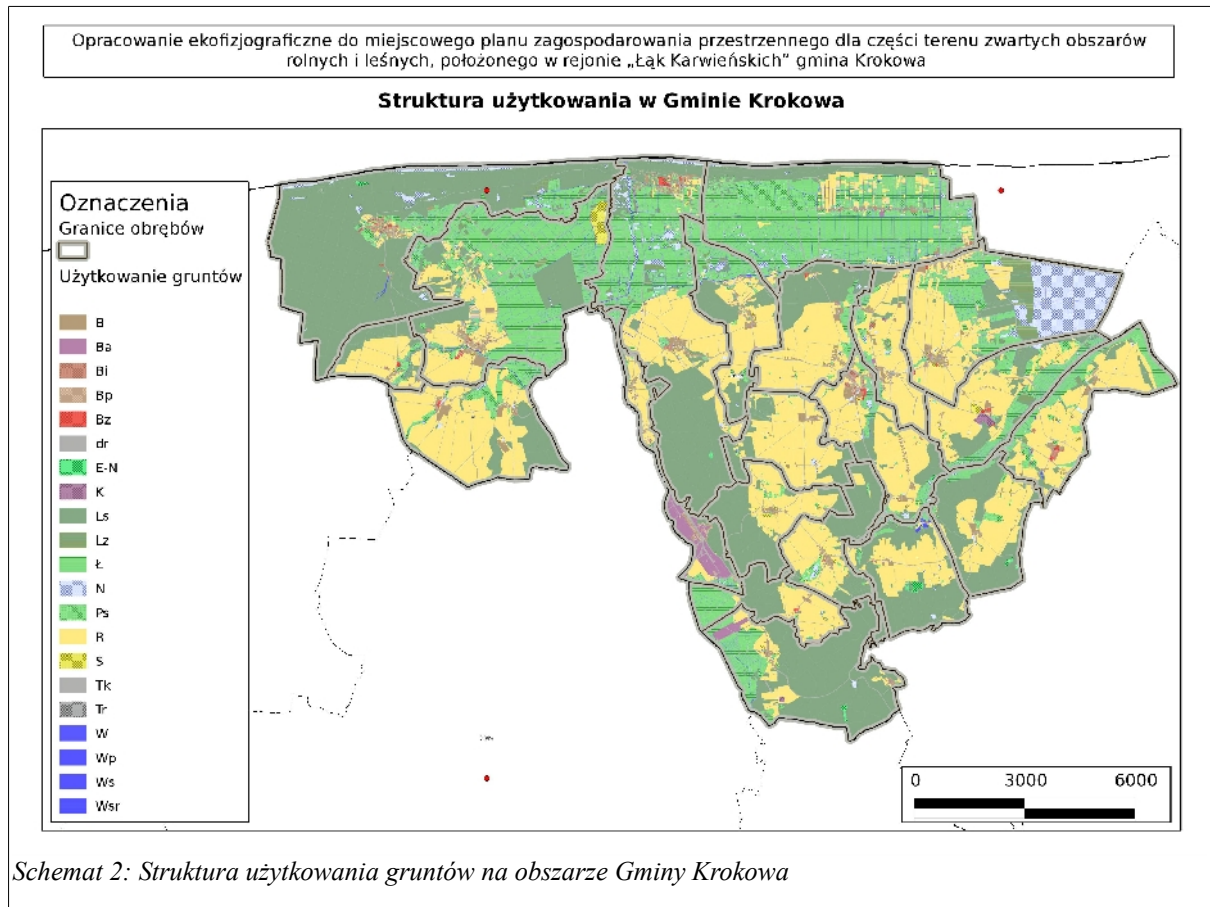 Opracowanie ekofizjograficzne do miejscowego planu zagospodarowania przestrzennego dla części terenu zwartych obszarów
rolnych i leśnych, położonego w rejonie „Łąk Karwieńskich” gmina Krokowa
Struktura użytkowania w Gminie Krokowa
Oznaczenia
Granice obrębów
Użytkowanie gruntów
B
Ba
Bi
Bp
Bz
dr
E-N
K
Ls
Lz
Ł
N
Ps
R
S
Tk
Tr
W
Wp
Ws
Wsr
0 3000 6000
Schemat 2: Struktura użytkowania gruntów na obszarze Gminy Krokowa